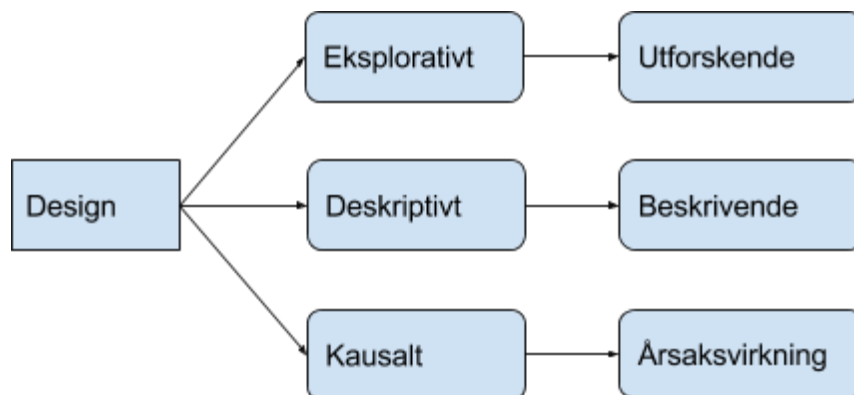 Eksplorativt
Utforskende
Design
Deskriptivt
Beskrivende
Kausalt
Årsaksvirkning